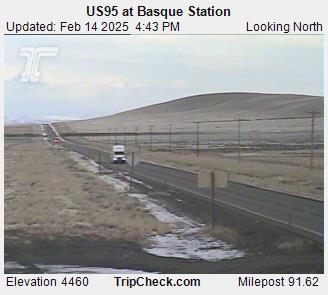 US95 at Basque Station
Updated: Feb 14 2025 4:43 PM Looking North
Elevation 4460 TripCheck.com Milepost 91.62